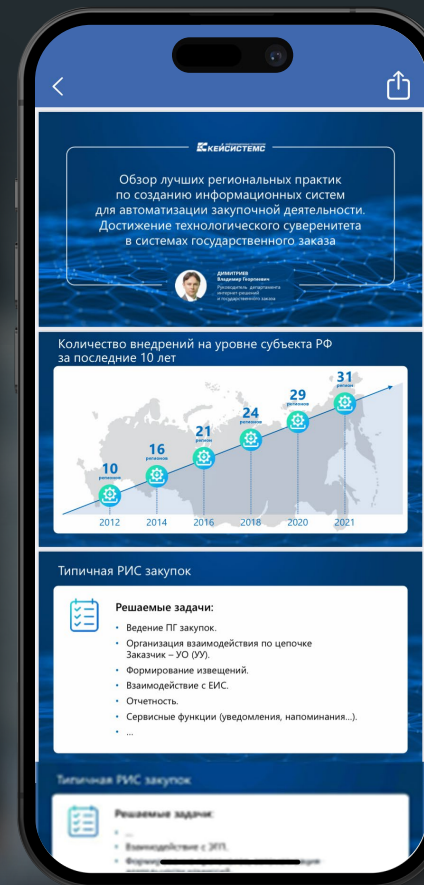 КЕЙСИСТЕМС
Обзор лучших региональных практик
по созданию информационных систем
для автоматизации закупочной деятельности.
Достижение технологического суверенитета
в системах государственного заказа
ДИМИТРИЕВ
Владимир Георгиевич
Руководитель департамента
интернет-решений
и государственного заказа
Количество внедрений на уровне субъекта РФ
за последние 10 лет
31
регион
29
регионов
24
региона
21
регион
16
регионов
10
регионов
2012 2014 2016 2018 2020 2021
Типичная РИС закупок
Решаемые задачи:
• Ведение ПГ закупок.
• Организация взаимодействия по цепочке
Заказчик – УО (УУ).
• Формирование извещений.
• Взаимодействие с ЕИС.
• Отчетность.
• Сервисные функции (уведомления, напоминания...).
• ...
Типичная РИС закупок
Решаемые задачи:
• ...
• Взаимодействие с ЭТП.